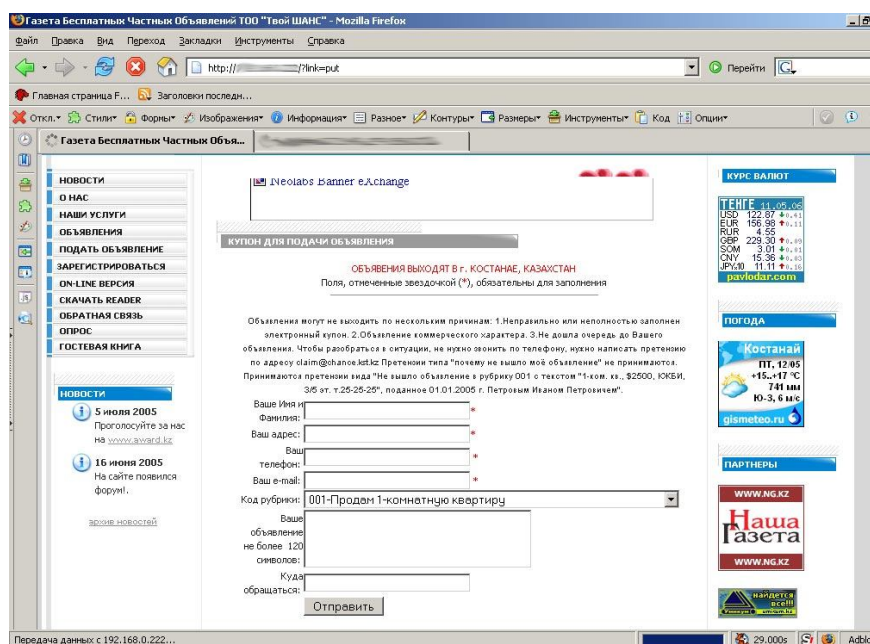 Газета Бесплатных Частных Объявлений ТОО "Твой ШАНС" - Mozilla Firefox
Файл Правка Вид Переход Закладки Инструменты Справка
http:// /?link=put
Перейти
Главная страница F... Заголовки последн...
Откл. Стили Формы Изображения Информация Разное Контуры Размеры Инструменты Код Опции
Газета Бесплатных Частных Объя...
НОВОСТИ
О НАС
НАШИ УСЛУГИ
ОБЪЯВЛЕНИЯ
ПОДАТЬ ОБЪЯВЛЕНИЕ
ЗАРЕГИСТРИРОВАТЬСЯ
ON-LINE ВЕРСИЯ
СКАЧАТЬ READER
ОБРАТНАЯ СВЯЗЬ
ОПРОС
ГОСТЕВАЯ КНИГА
НОВОСТИ
5 июля 2005
Проголосуйте за нас
на www.award.kz
16 июня 2005
На сайте появился
форум!.
архив новостей
Neolabs Banner eXchange
КУПОН ДЛЯ ПОДАЧИ ОБЪЯВЛЕНИЯ
ОБЪЯВЕНИЯ ВЫХОДЯТ В г. КОСТАНАЕ, КАЗАХСТАН
Поля, отмеченные звездочкой (*), обязательны для заполнения
Объявления могут не выходить по нескольким причинам: 1.Неправильно или неполностью заполнен
электронный купон. 2.Объявление коммерческого характера. 3.Не дошла очередь до Вашего
объявления. Чтобы разобраться в ситуации, не нужно звонить по телефону, нужно написать претензию
по адресу claim@chance.kst.kz Претензии типа "почему не вышло моё объявление" не принимаются.
Принимаются претензии вида "Не вышло объявление в рубрику 001 с текстом "1-ком. кв., $2500, ЮКБИ,
3/5 эт. т.25-25-25", поданное 01.01.2005 г. Петровым Иваном Петровичем".
Ваше Имя и
Фамилия: *
Ваш адрес: *
Ваш
телефон: *
Ваш e-mail: *
Код рубрики: 001-Продам 1-комнатную квартиру
Ваше
объявление
не более 120
символов:
Куда
обращаться:
Отправить
КУРС ВАЛЮТ
ТЕНГЕ 11.05.06
USD 122.87
EUR 156.98
RUR 4.55
GBP 229.30
SOM 3.01
CNY 15.36
JPY\10 11.11
pavlodar.com
ПОГОДА
Костанай
ПТ, 12/05
+15..+17 °C
741 мм
Ю-3, 6 м/с
gismeteo.ru
ПАРТНЕРЫ
WWW.NG.KZ
Наша
Газета
WWW.NG.KZ
найдется
все!!!
Передача данных с 192.168.0.222...
29.000s Adblo